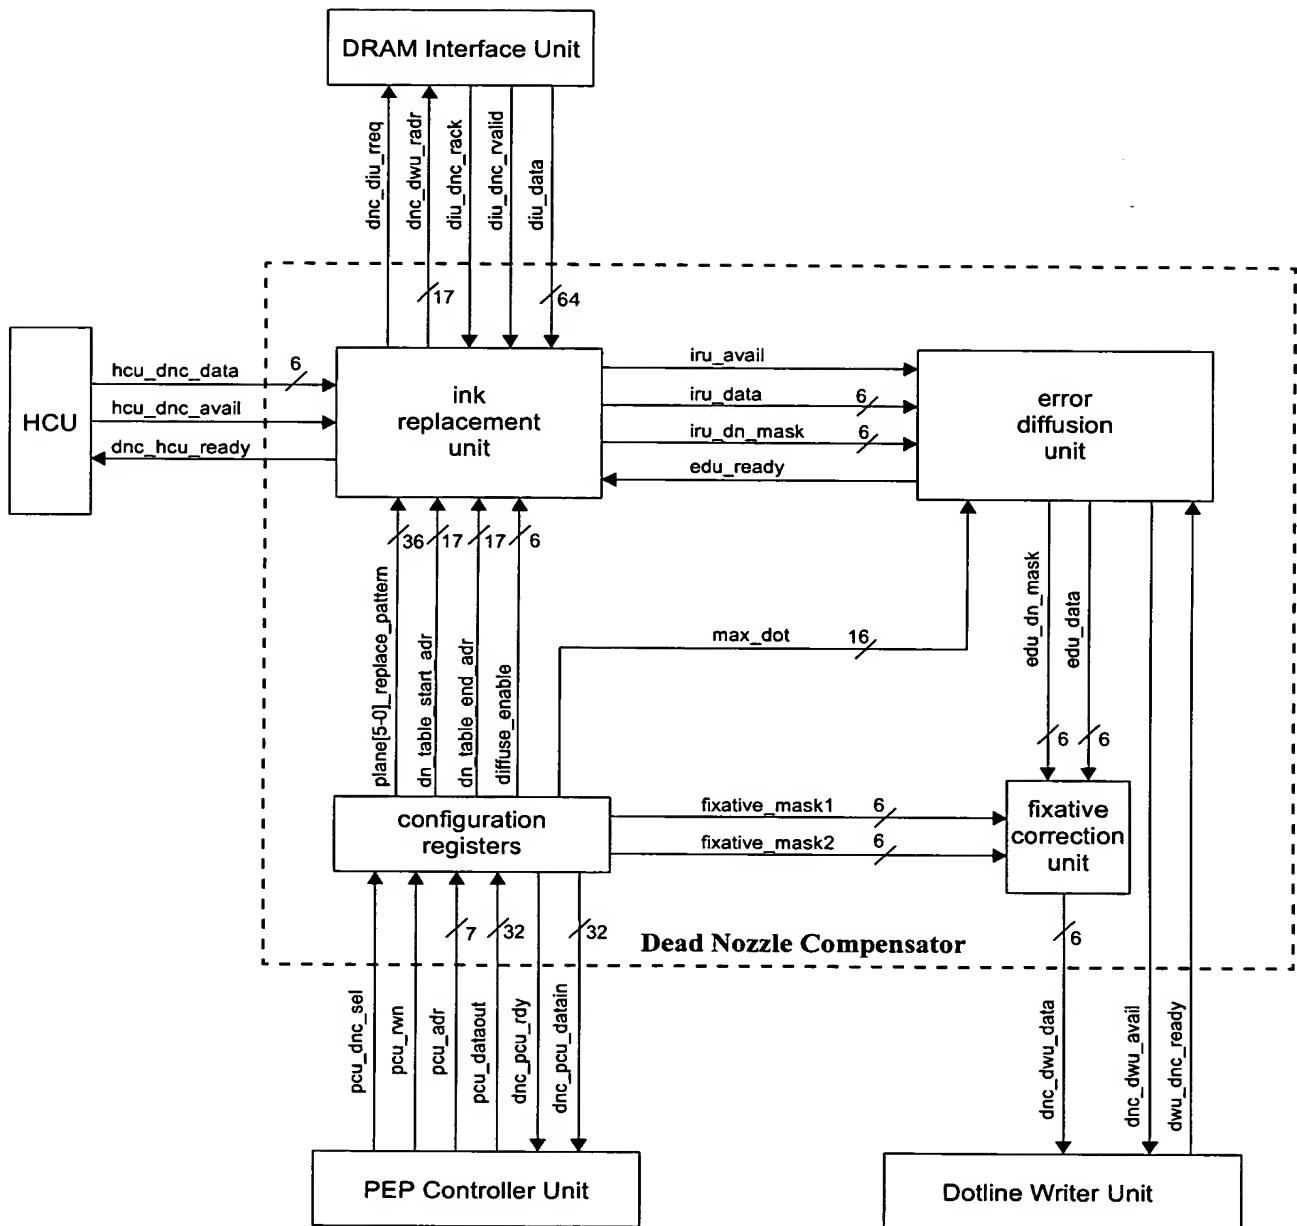 DRAM Interface Unit
dnc_diu_rreq
dnc_dwu_radr
diu_dnc_rack
diu_dnc_rvalid
diu_data
17
64
HCU
hcu_dnc_data
6
hcu_dnc_avail
dnc_hcu_ready
ink
replacement
unit
iru_avail
iru_data
6
iru_dn_mask
6
edu_ready
error
diffusion
unit
36
17
17
6
plane[5-0]_replace_pattern
dn_table_start_adr
dn_table_end_adr
diffuse_enable
max_dot
16
edu_dn_mask
edu_data
6
6
configuration
registers
fixative_mask1
6
fixative_mask2
6
fixative
correction
unit
7
32
32
6
Dead Nozzle Compensator
pcu_dnc_sel
pcu_rwn
pcu_adr
pcu_dataout
dnc_pcu_rdy
dnc_pcu_datain
dnc_dwu_data
dnc_dwu_avail
dwu_dnc_ready
PEP Controller Unit
Dotline Writer Unit